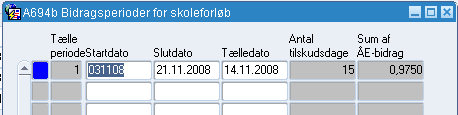 A694b Bidragsperioder for skoleforløb
Tælle Antal Sum af
periode Startdato Slutdato Tælledato tilskudsdage ÅE-bidrag
1 031108 21.11.2008 14.11.2008 15 0,9750